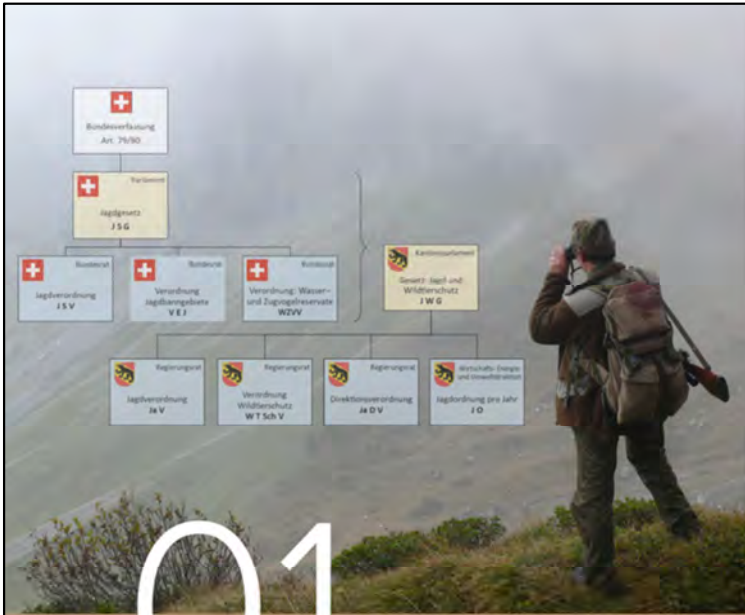 Bundesverfassung
Art. 79/80
Parlament
Jagdgesetz
J S G
Bundesrat
Jagdverordnung
J S V
Bundesrat
Verordnung
Jagdbanngebiete
V E J
Bundesrat
Verordnung: Wasser-
und Zugvogelreservate
WZVV
Kantonsparlament
Gesetz: Jagd- und
Wildtierschutz
J W G
Regierungsrat
Jagdverordnung
Ja V
Regierungsrat
Verordnung
Wildtierschutz
W T Sch V
Regierungsrat
Direktionsverordnung
Ja D V
Wirtschafts- Energie-
und Umweltdirektion
Jagdordnung pro Jahr
J O
01